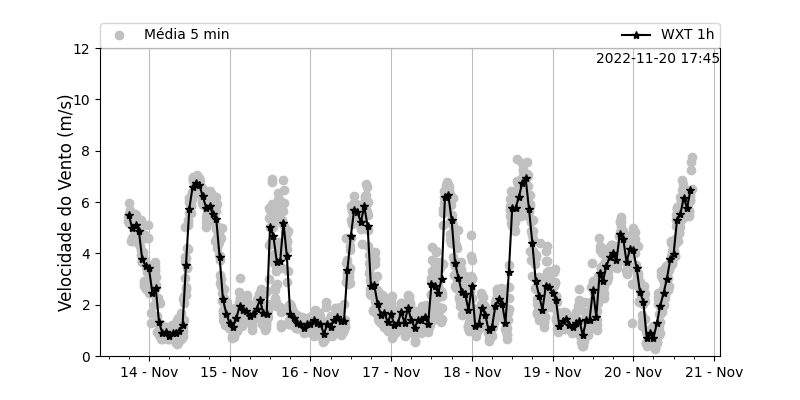 Média 5 min
WXT 1h
2022-11-20 17:45
Velocidade do Vento (m/s)
12
10
8
6
4
2
0
14 - Nov
15 - Nov
16 - Nov
17 - Nov
18 - Nov
19 - Nov
20 - Nov
21 - Nov